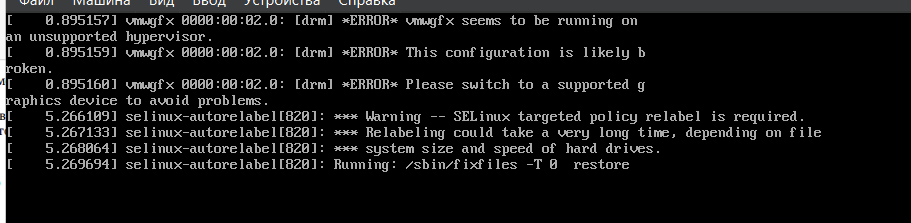 Файл Машина Вид Ввод Устройства Справка
[    0.895157] vmwgfx 0000:00:02.0: [drm] *ERROR* vmwgfx seems to be running on
an unsupported hypervisor.
[    0.895159] vmwgfx 0000:00:02.0: [drm] *ERROR* This configuration is likely b
roken.
[    0.895160] vmwgfx 0000:00:02.0: [drm] *ERROR* Please switch to a supported g
raphics device to avoid problems.
[    5.266109] selinux-autorelabel[820]: *** Warning -- SELinux targeted policy relabel is required.
[    5.267133] selinux-autorelabel[820]: *** Relabeling could take a very long time, depending on file
[    5.268064] selinux-autorelabel[820]: *** system size and speed of hard drives.
[    5.269694] selinux-autorelabel[820]: Running: /sbin/fixfiles -T 0  restore